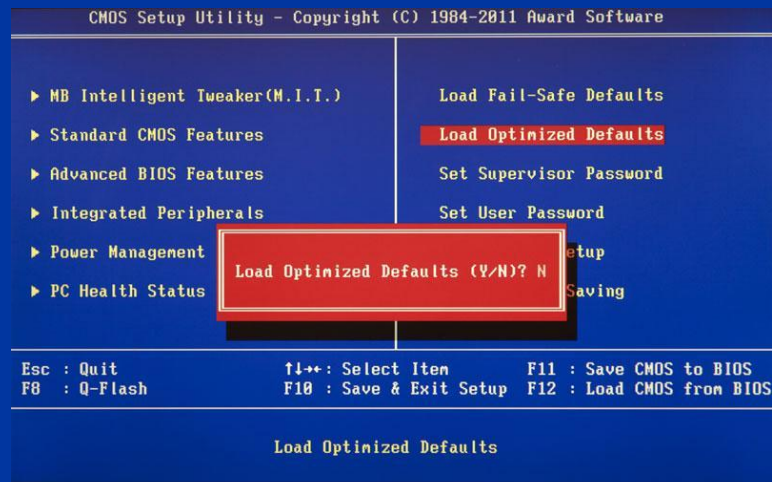 CMOS Setup Utility - Copyright (C) 1984-2011 Award Software
▶ MB Intelligent Tweaker(M.I.T.)
▶ Standard CMOS Features
▶ Advanced BIOS Features
▶ Integrated Peripherals
▶ Power Management
▶ PC Health Status
Load Fail-Safe Defaults
Load Optimized Defaults
Set Supervisor Password
Set User Password
etup
Saving
Load Optimized Defaults (Y/N)? N
Esc : Quit
F8 : Q-Flash
↑↓→←: Select Item
F10 : Save & Exit Setup
F11 : Save CMOS to BIOS
F12 : Load CMOS from BIOS
Load Optimized Defaults